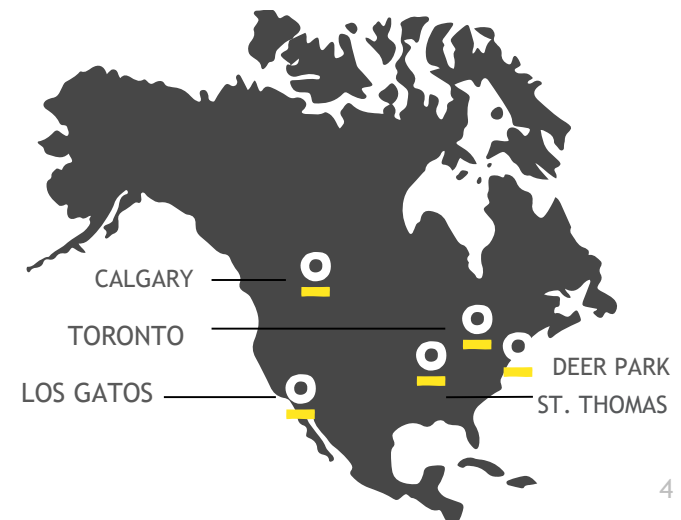 CALGARY
TORONTO
DEER PARK
LOS GATOS
ST. THOMAS
4